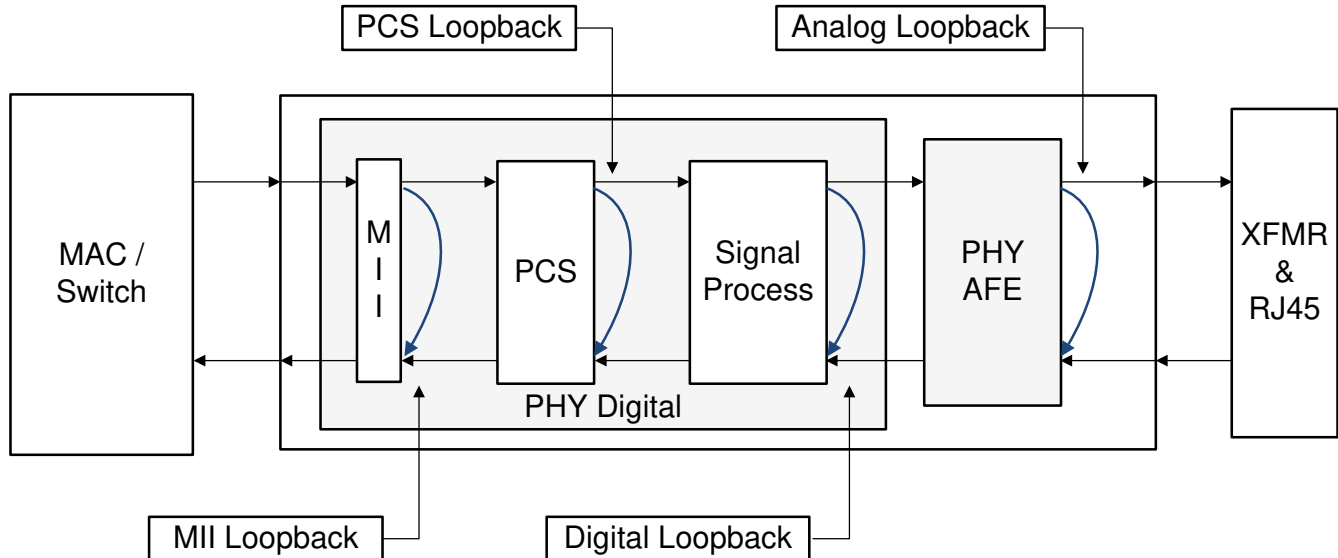 PCS Loopback
Analog Loopback
MAC /
Switch
M
I
I
PCS
Signal
Process
PHY
AFE
XFMR
&
RJ45
PHY Digital
MII Loopback
Digital Loopback